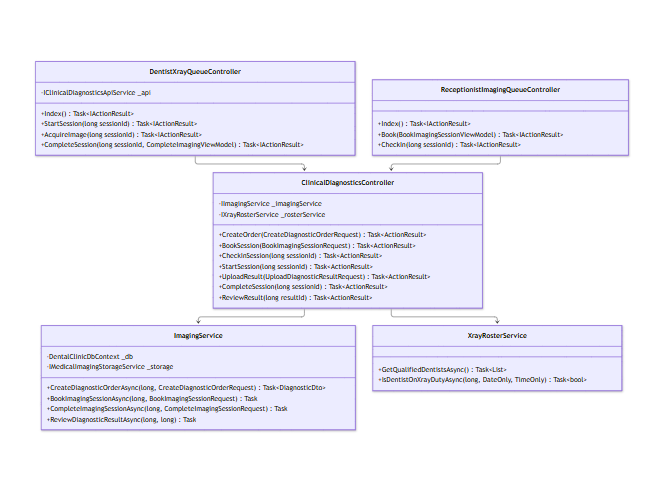 DentistXrayQueueController
-IClinicalDiagnosticsApiService _api
+Index() : Task<IActionResult>
+StartSession(long sessionId) : Task<IActionResult>
+AcquireImage(long sessionId) : Task<IActionResult>
+CompleteSession(long sessionId, CompleteImagingViewModel) : Task<IActionResult>
ReceptionistImagingQueueController
+Index() : Task<IActionResult>
+Book(BookImagingSessionViewModel) : Task<IActionResult>
+CheckIn(long sessionId) : Task<IActionResult>
ClinicalDiagnosticsController
-IImagingService _imagingService
-IXrayRosterService _rosterService
+CreateOrder(CreateDiagnosticOrderRequest) : Task<ActionResult>
+BookSession(BookImagingSessionRequest) : Task<ActionResult>
+CheckInSession(long sessionId) : Task<ActionResult>
+StartSession(long sessionId) : Task<ActionResult>
+UploadResult(UploadDiagnosticResultRequest) : Task<ActionResult>
+CompleteSession(long sessionId) : Task<ActionResult>
+ReviewResult(long resultId) : Task<ActionResult>
ImagingService
-DentalClinicDbContext _db
-IMedicalImagingStorageService _storage
+CreateDiagnosticOrderAsync(long, CreateDiagnosticOrderRequest) : Task<DiagnosticDto>
+BookImagingSessionAsync(long, BookImagingSessionRequest) : Task
+CompleteImagingSessionAsync(long, CompleteImagingSessionRequest) : Task
+ReviewDiagnosticResultAsync(long, long) : Task
XrayRosterService
+GetQualifiedDentistsAsync() : Task<List>
+IsDentistOnXrayDutyAsync(long, DateOnly, TimeOnly) : Task<bool>